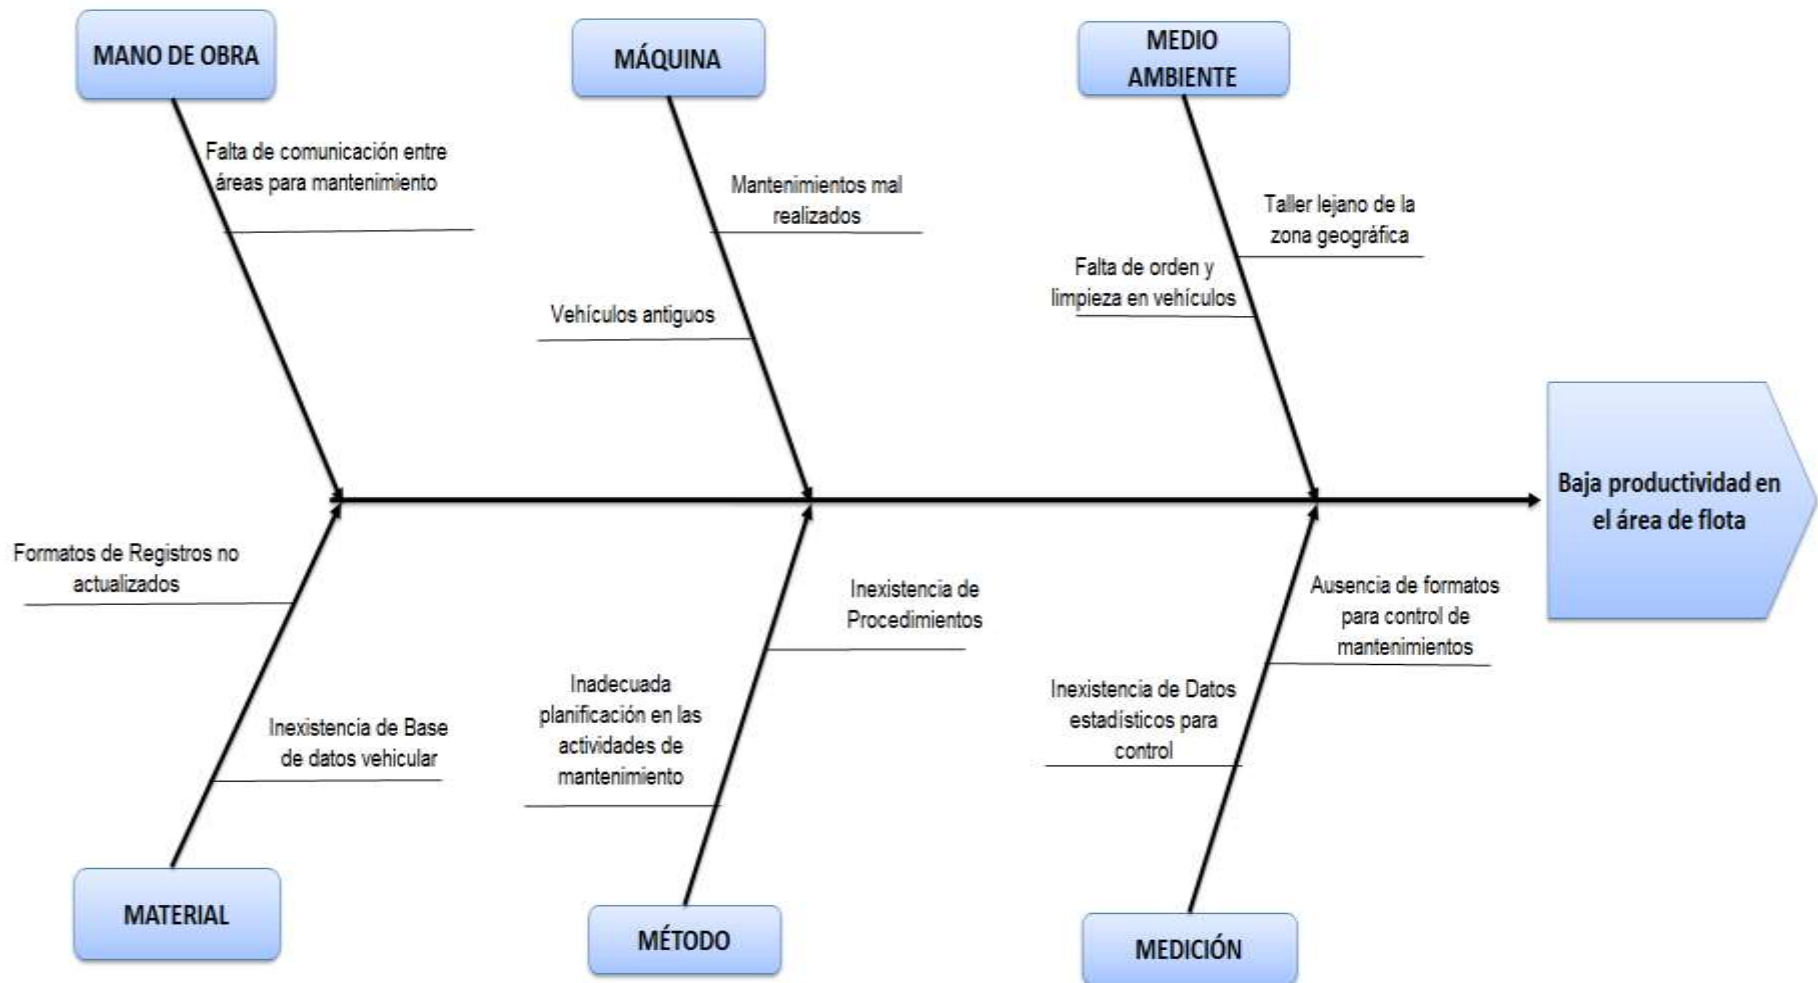 MANO DE OBRA
MÁQUINA
MEDIO
AMBIENTE
Falta de comunicación entre
áreas para mantenimiento
Mantenimientos mal
realizados
Vehículos antiguos
Taller lejano de la
zona geográfica
Falta de orden y
limpieza en vehículos
Baja productividad en
el área de flota
Formatos de Registros no
actualizados
Inexistencia de Base
de datos vehicular
Inexistencia de
Procedimientos
Inadecuada
planificación en las
actividades de
mantenimiento
Ausencia de formatos
para control de
mantenimientos
Inexistencia de Datos
estadísticos para
control
MATERIAL
MÉTODO
MEDICIÓN